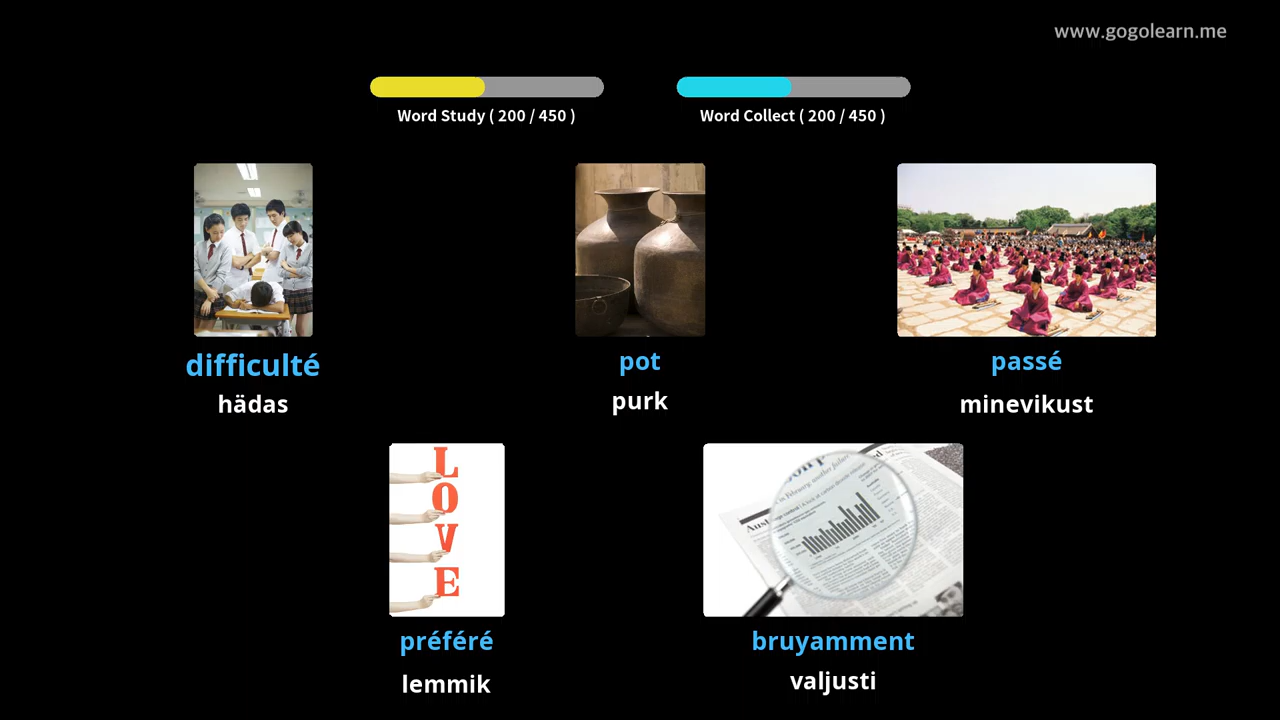 www.gogolearn.me
Word Study ( 200 / 450 )
Word Collect ( 200 / 450 )
difficulté
hädas
pot
purk
passé
minevikust
L
O
V
E
préféré
lemmik
bruyamment
valjusti